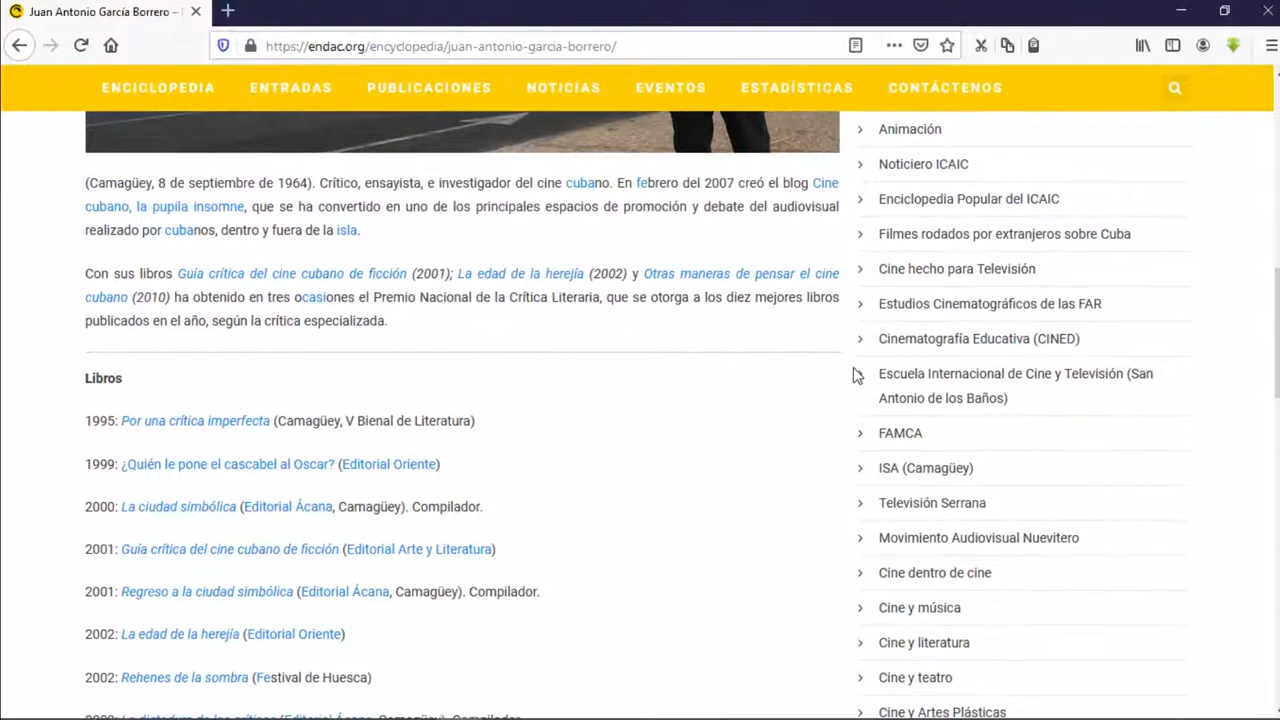 Juan Antonio García Borrero –
https://endac.org/encyclopedia/juan-antonio-garcia-borrero/
ENCICLOPEDIA ENTRADAS PUBLICACIONES NOTICIAS EVENTOS ESTADÍSTICAS CONTÁCTENOS
(Camagüey, 8 de septiembre de 1964). Crítico, ensayista, e investigador del cine cubano. En febrero del 2007 creó el blog Cine
cubano, la pupila insomne, que se ha convertido en uno de los principales espacios de promoción y debate del audiovisual
realizado por cubanos, dentro y fuera de la isla.
Con sus libros Guía crítica del cine cubano de ficción (2001); La edad de la herejía (2002) y Otras maneras de pensar el cine
cubano (2010) ha obtenido en tres ocasiones el Premio Nacional de la Crítica Literaria, que se otorga a los diez mejores libros
publicados en el año, según la crítica especializada.
Libros
1995: Por una crítica imperfecta (Camagüey, V Bienal de Literatura)
1999: ¿Quién le pone el cascabel al Oscar? (Editorial Oriente)
2000: La ciudad simbólica (Editorial Ácana, Camagüey). Compilador.
2001: Guía crítica del cine cubano de ficción (Editorial Arte y Literatura)
2001: Regreso a la ciudad simbólica (Editorial Ácana, Camagüey). Compilador.
2002: La edad de la herejía (Editorial Oriente)
2002: Rehenes de la sombra (Festival de Huesca)
Animación
Noticiero ICAIC
Enciclopedia Popular del ICAIC
Filmes rodados por extranjeros sobre Cuba
Cine hecho para Televisión
Estudios Cinematográficos de las FAR
Cinematografía Educativa (CINED)
Escuela Internacional de Cine y Televisión (San
Antonio de los Baños)
FAMCA
ISA (Camagüey)
Televisión Serrana
Movimiento Audiovisual Nuevitero
Cine dentro de cine
Cine y música
Cine y literatura
Cine y teatro
Cine y Artes Plásticas